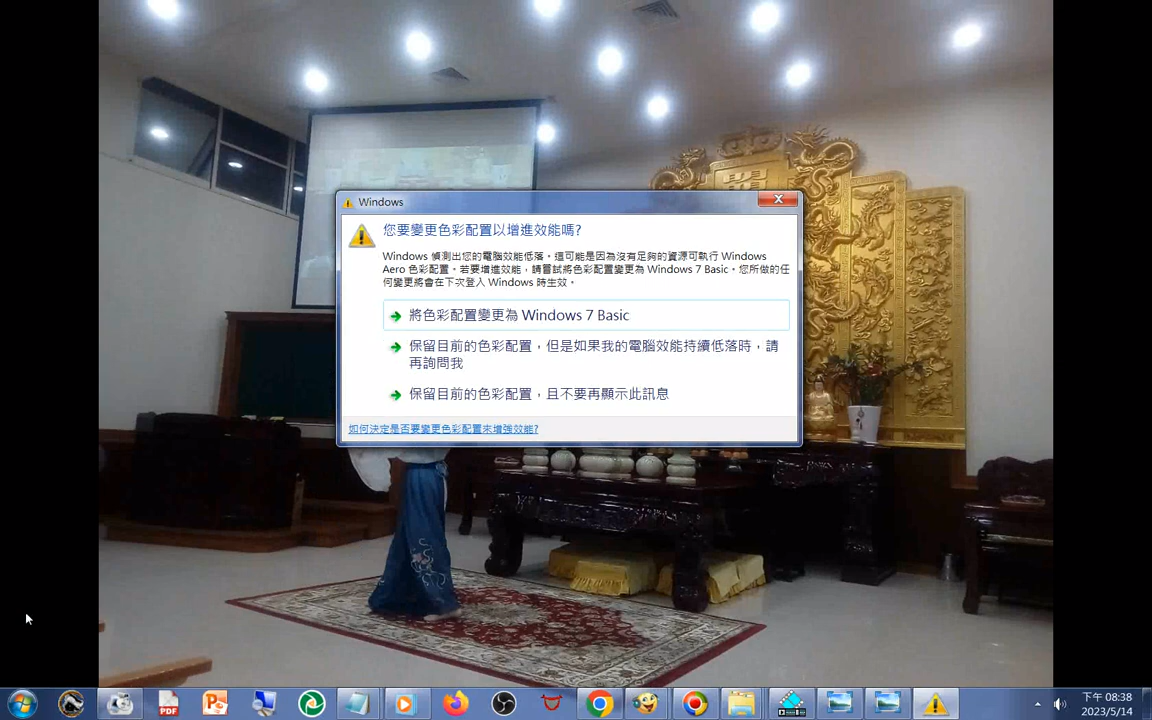 Windows
您要變更色彩配置以增進效能嗎?
Windows 偵測出您的電腦效能低落。這可能是因為沒有足夠的資源可執行 Windows
Aero 色彩配置。若要增進效能，請嘗試將色彩配置變更為 Windows 7 Basic。您所做的任
何變更將會在下次登入 Windows 時生效。
將色彩配置變更為 Windows 7 Basic
保留目前的色彩配置，但是如果我的電腦效能持續低落時，請
再詢問我
保留目前的色彩配置，且不要再顯示此訊息
如何決定是否要變更色彩配置來增強效能?
PDF
下午 08:38
2023/5/14